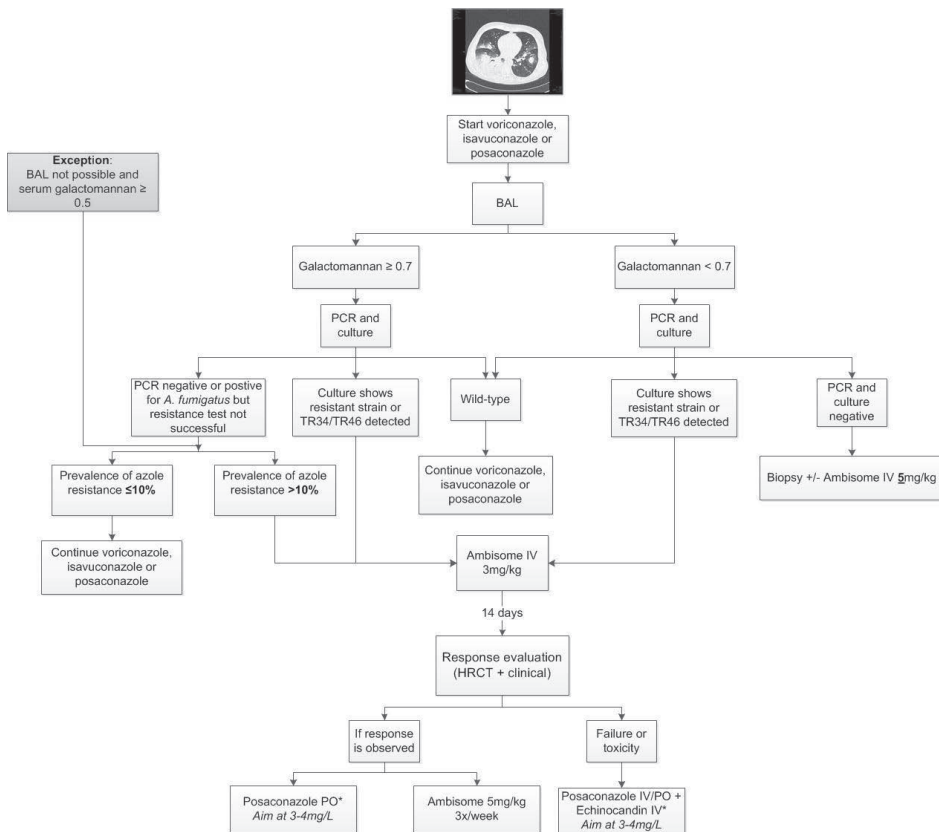 Start voriconazole,
isavuconazole or
posaconazole
Exception:
BAL not possible and
serum galactomannan ≥
0.5
BAL
Galactomannan ≥ 0.7
Galactomannan < 0.7
PCR and
culture
PCR and
culture
PCR negative or postive
for A. fumigatus but
resistance test not
successful
Culture shows
resistant strain or
TR34/TR46 detected
Wild-type
Culture shows
resistant strain or
TR34/TR46 detected
PCR and
culture
negative
Prevalence of azole
resistance ≤10%
Prevalence of azole
resistance >10%
Continue voriconazole,
isavuconazole or
posaconazole
Biopsy +/- Ambisome IV 5mg/kg
Continue voriconazole,
isavuconazole or
posaconazole
Ambisome IV
3mg/kg
14 days
Response evaluation
(HRCT + clinical)
If response
is observed
Failure or
toxicity
Posaconazole PO*
Aim at 3-4mg/L
Ambisome 5mg/kg
3x/week
Posaconazole IV/PO +
Echinocandin IV*
Aim at 3-4mg/L